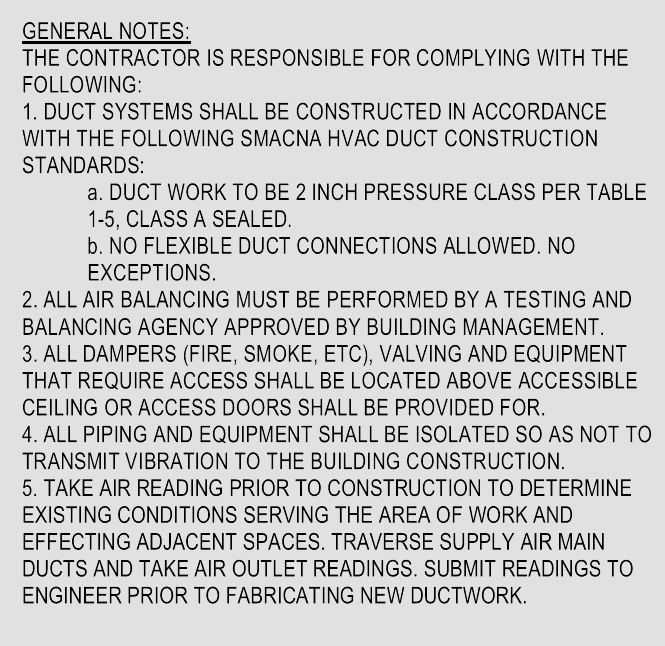 GENERAL NOTES:
THE CONTRACTOR IS RESPONSIBLE FOR COMPLYING WITH THE
FOLLOWING:
1. DUCT SYSTEMS SHALL BE CONSTRUCTED IN ACCORDANCE
WITH THE FOLLOWING SMACNA HVAC DUCT CONSTRUCTION
STANDARDS:
a. DUCT WORK TO BE 2 INCH PRESSURE CLASS PER TABLE
1-5, CLASS A SEALED.
b. NO FLEXIBLE DUCT CONNECTIONS ALLOWED. NO
EXCEPTIONS.
2. ALL AIR BALANCING MUST BE PERFORMED BY A TESTING AND
BALANCING AGENCY APPROVED BY BUILDING MANAGEMENT.
3. ALL DAMPERS (FIRE, SMOKE, ETC), VALVING AND EQUIPMENT
THAT REQUIRE ACCESS SHALL BE LOCATED ABOVE ACCESSIBLE
CEILING OR ACCESS DOORS SHALL BE PROVIDED FOR.
4. ALL PIPING AND EQUIPMENT SHALL BE ISOLATED SO AS NOT TO
TRANSMIT VIBRATION TO THE BUILDING CONSTRUCTION.
5. TAKE AIR READING PRIOR TO CONSTRUCTION TO DETERMINE
EXISTING CONDITIONS SERVING THE AREA OF WORK AND
EFFECTING ADJACENT SPACES. TRAVERSE SUPPLY AIR MAIN
DUCTS AND TAKE AIR OUTLET READINGS. SUBMIT READINGS TO
ENGINEER PRIOR TO FABRICATING NEW DUCTWORK.